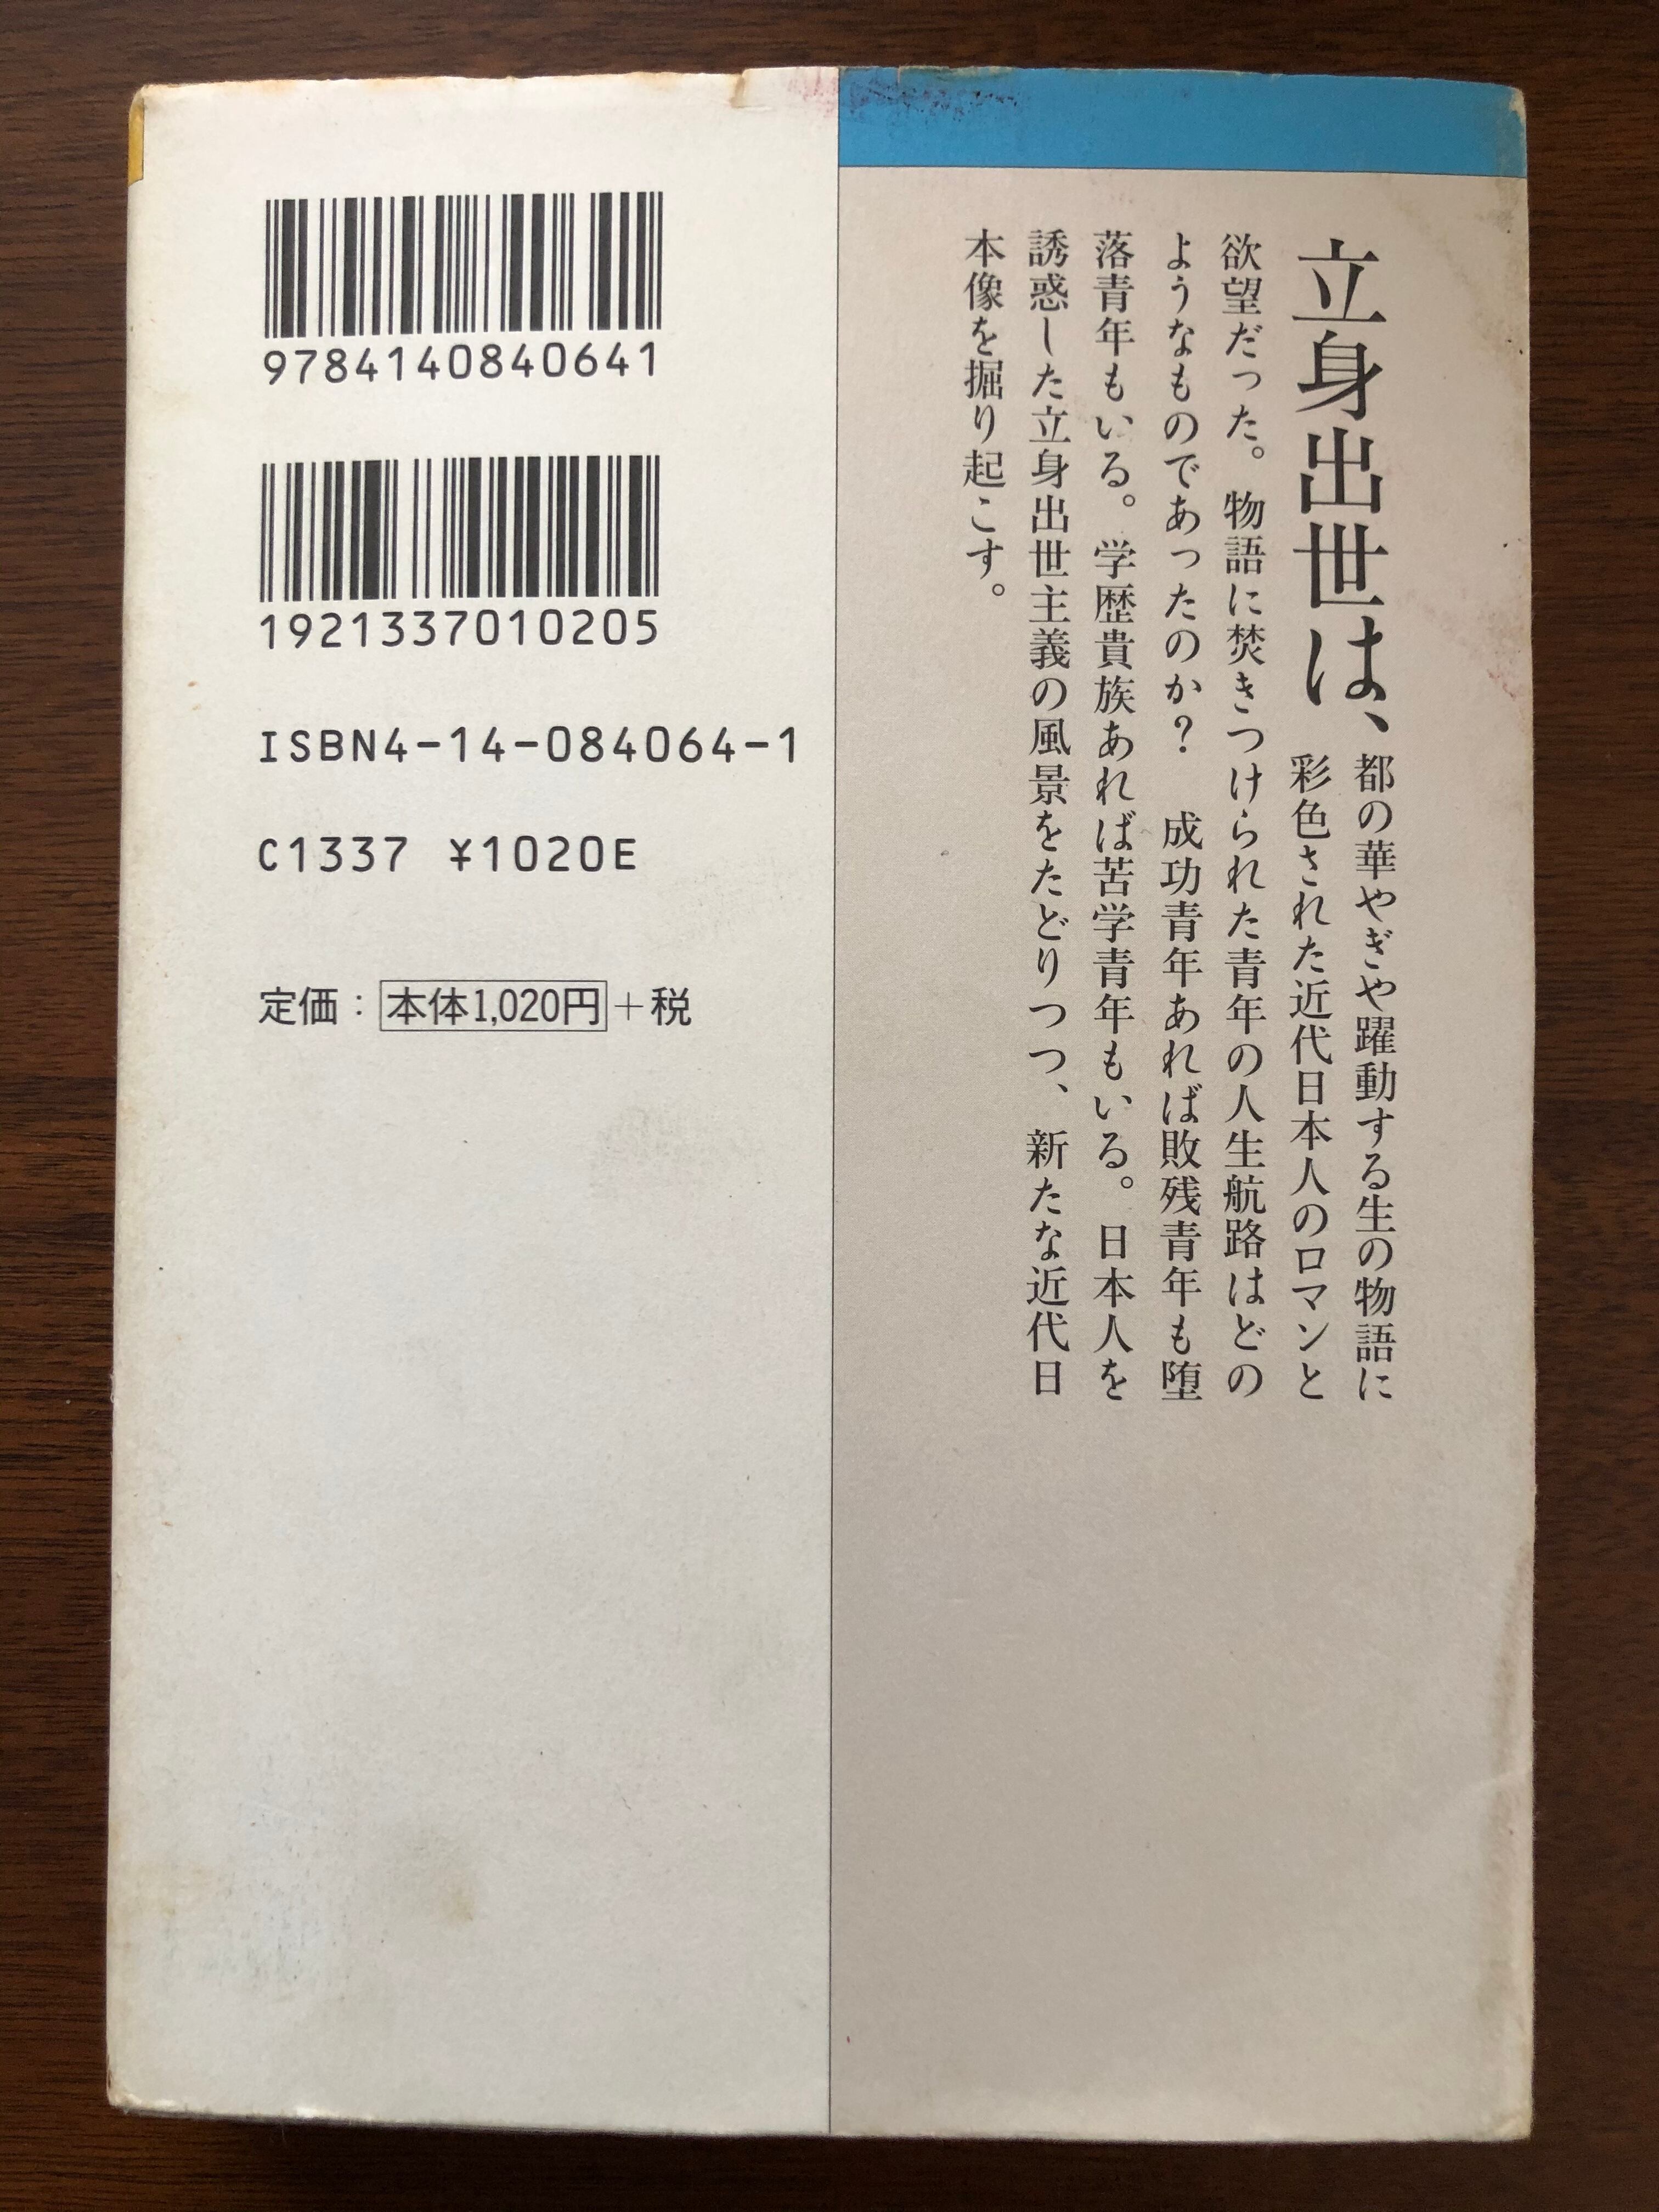 立身出世は、
都の華やぎや躍動する生の物語に
彩色された近代日本人のロマンと
欲望だった。物語に焚きつけられた青年の人生航路はどの
ようなものであったのか？　成功青年あれば敗残青年も堕
落青年もいる。学歴貴族あれば苦学青年もいる。日本人を
誘惑した立身出世主義の風景をたどりつつ、新たな近代日
本像を掘り起こす。
9784140840641
1921337010205
ISBN4-14-084064-1
C1337 ¥1020E
定価：本体1,020円＋税